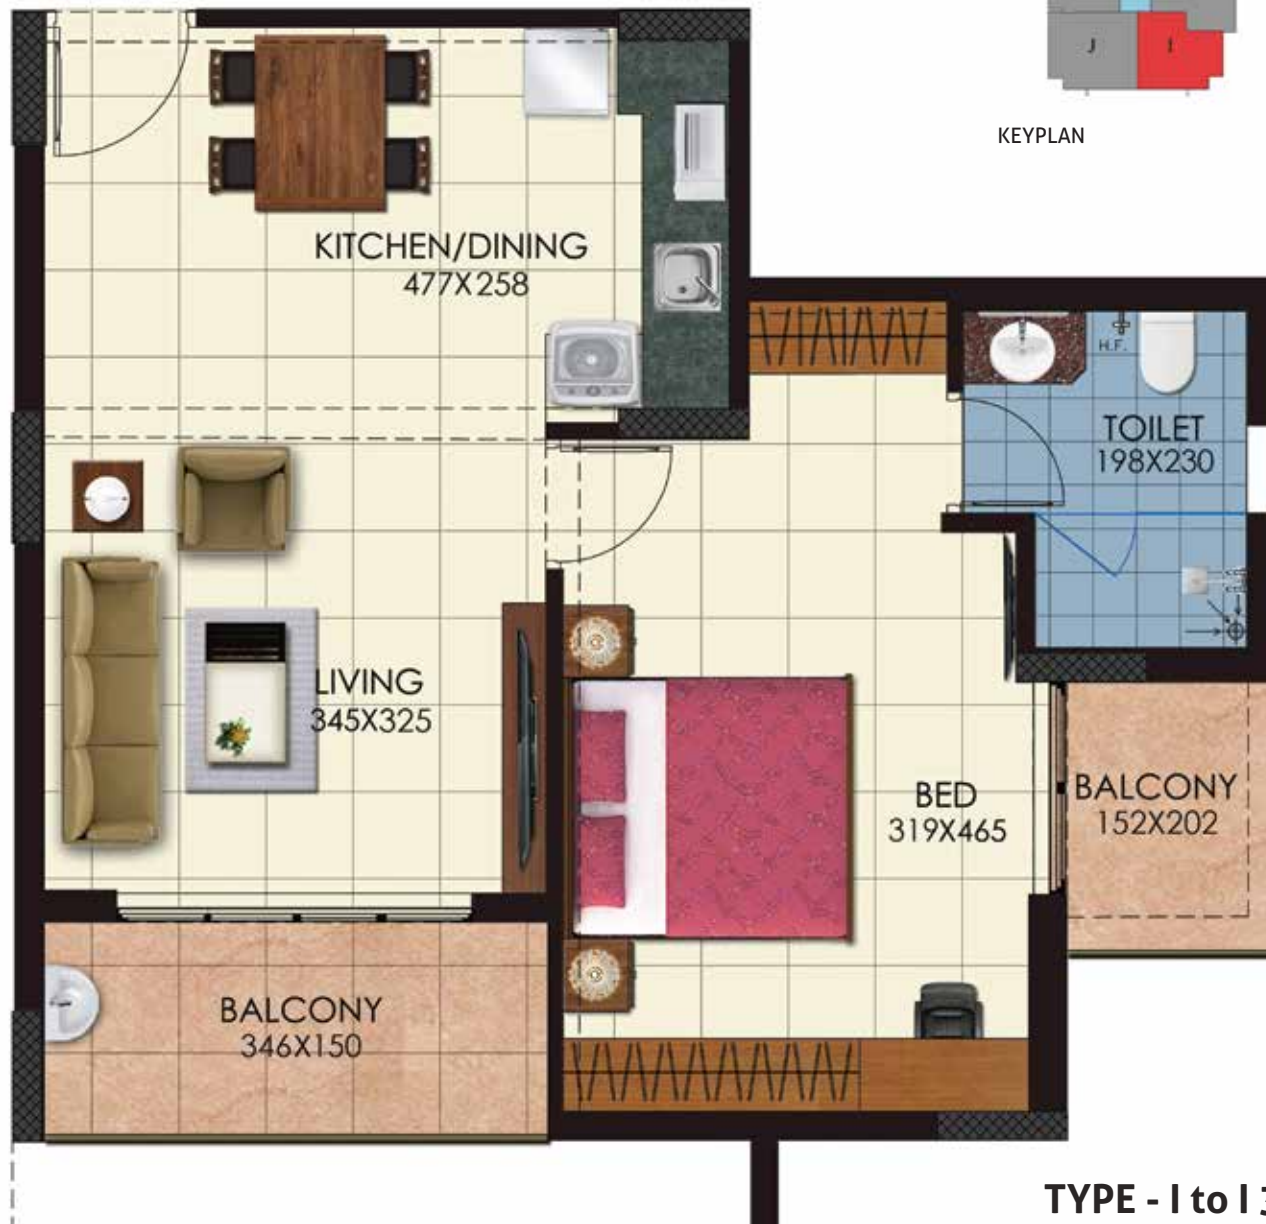 J
I
KEYPLAN
KITCHEN/DINING
477X258
H.F.
TOILET
198X230
LIVING
345X325
BED
319X465
BALCONY
152X202
BALCONY
346X150
TYPE - I to I